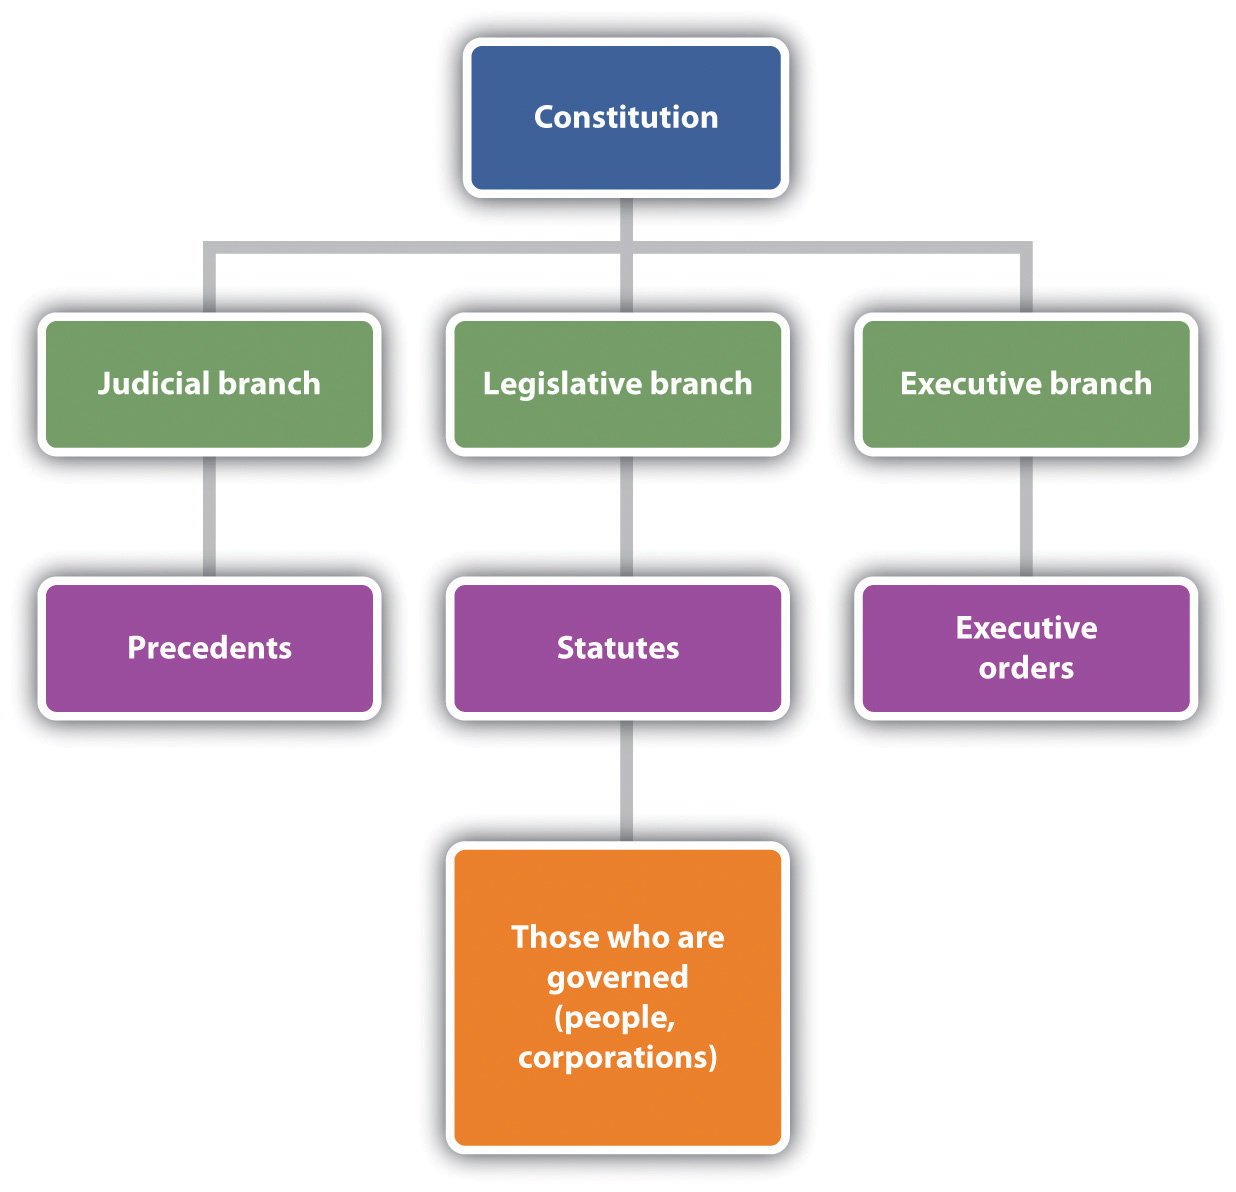 Constitution
Judicial branch
Legislative branch
Executive branch
Precedents
Statutes
Executive
orders
Those who are
governed
(people,
corporations)